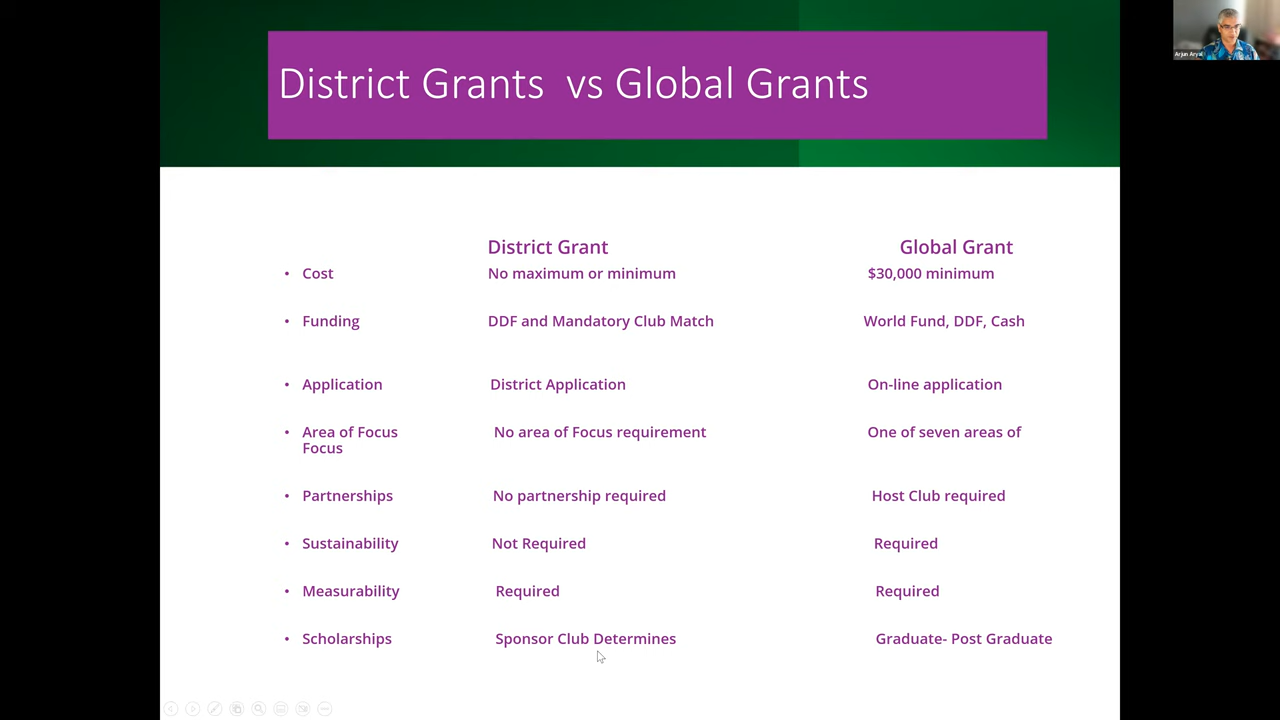 District Grants vs Global Grants
Arjun Aryal
District Grant Global Grant
• Cost No maximum or minimum $30,000 minimum
• Funding DDF and Mandatory Club Match World Fund, DDF, Cash
• Application District Application On-line application
• Area of Focus No area of Focus requirement One of seven areas of
Focus
• Partnerships No partnership required Host Club required
• Sustainability Not Required Required
• Measurability Required Required
• Scholarships Sponsor Club Determines Graduate- Post Graduate